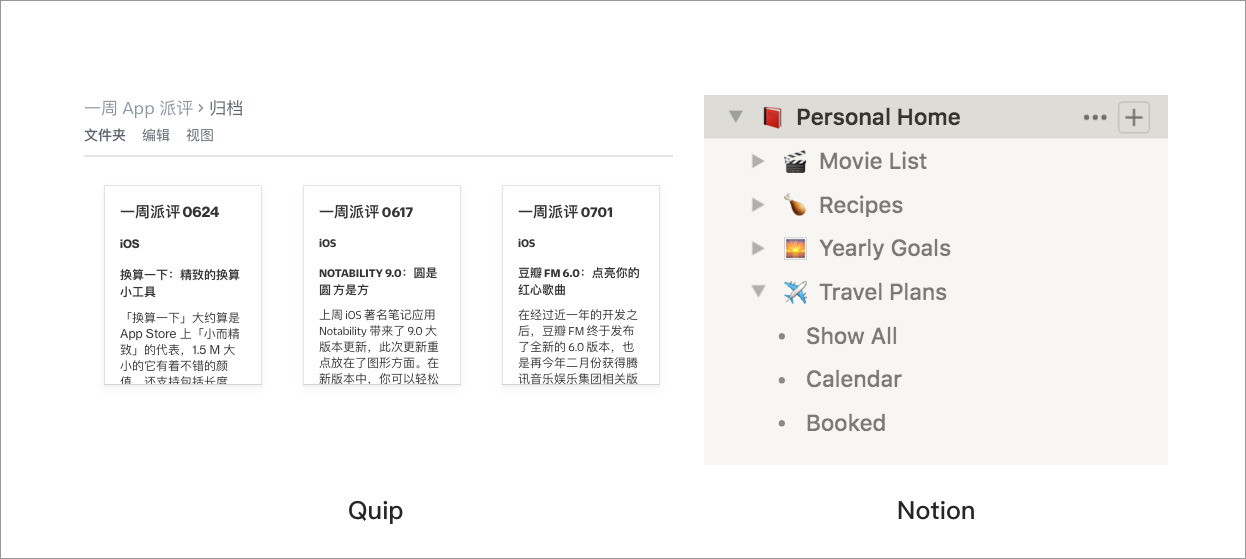 一周 App 派评 › 归档
文件夹 编辑 视图
一周派评 0624
iOS
换算一下：精致的换算
小工具
「换算一下」大约算是
App Store 上「小而精
致」的代表，1.5 M 大
小的它有着不错的颜
值，还支持包括长度、
一周派评 0617
iOS
NOTABILITY 9.0：圆是
圆 方是方
上周 iOS 著名笔记应用
Notability 带来了 9.0 大
版本更新，此次更新重
点放在了图形方面。在
新版本中，你可以轻松
一周派评 0701
iOS
豆瓣 FM 6.0：点亮你的
红心歌曲
在经过近一年的开发之
后，豆瓣 FM 终于发布
了全新的 6.0 版本，也
是再今年二月份获得腾
讯音乐娱乐集团相关版
Quip
Personal Home
Movie List
Recipes
Yearly Goals
Travel Plans
• Show All
• Calendar
• Booked
Notion